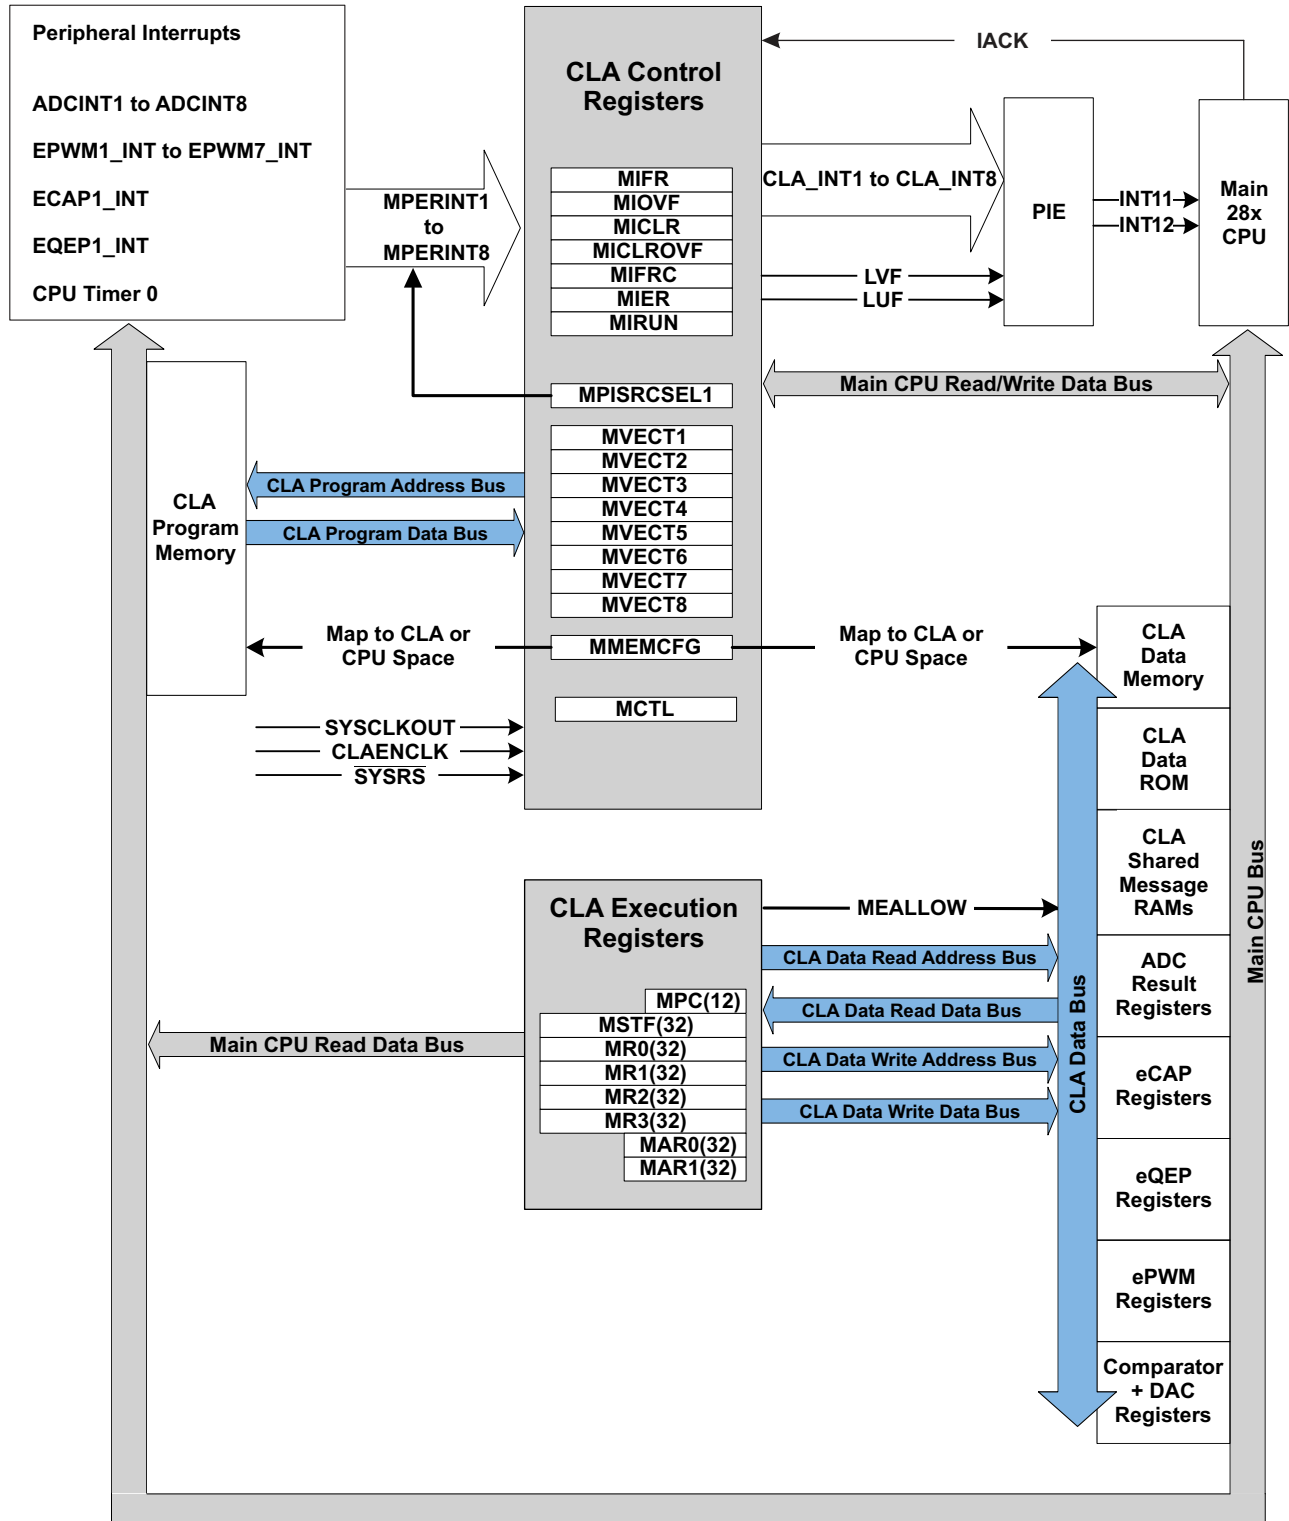 Peripheral Interrupts
ADCINT1 to ADCINT8
EPWM1_INT to EPWM7_INT
ECAP1_INT
EQEP1_INT
CPU Timer 0
MPERINT1
to
MPERINT8
CLA Control
Registers
MIFR
MIOVF
MICLR
MICLROVF
MIFRC
MIER
MIRUN
MPISRCSEL1
MVECT1
MVECT2
MVECT3
MVECT4
MVECT5
MVECT6
MVECT7
MVECT8
MMEMCFG
MCTL
IACK
CLA_INT1 to CLA_INT8
LVF
LUF
PIE
INT11
INT12
Main
28x
CPU
Main CPU Read/Write Data Bus
CLA
Program
Memory
CLA Program Address Bus
CLA Program Data Bus
Map to CLA or
CPU Space
Map to CLA or
CPU Space
SYSCLKOUT
CLAENCLK
SYSRS
CLA
Data
Memory
CLA
Data
ROM
CLA
Shared
Message
RAMs
ADC
Result
Registers
eCAP
Registers
eQEP
Registers
ePWM
Registers
Comparator
+ DAC
Registers
Main CPU Bus
CLA Data Bus
CLA Execution
Registers
MPC(12)
MSTF(32)
MR0(32)
MR1(32)
MR2(32)
MR3(32)
MAR0(32)
MAR1(32)
MEALLOW
CLA Data Read Address Bus
CLA Data Read Data Bus
CLA Data Write Address Bus
CLA Data Write Data Bus
Main CPU Read Data Bus